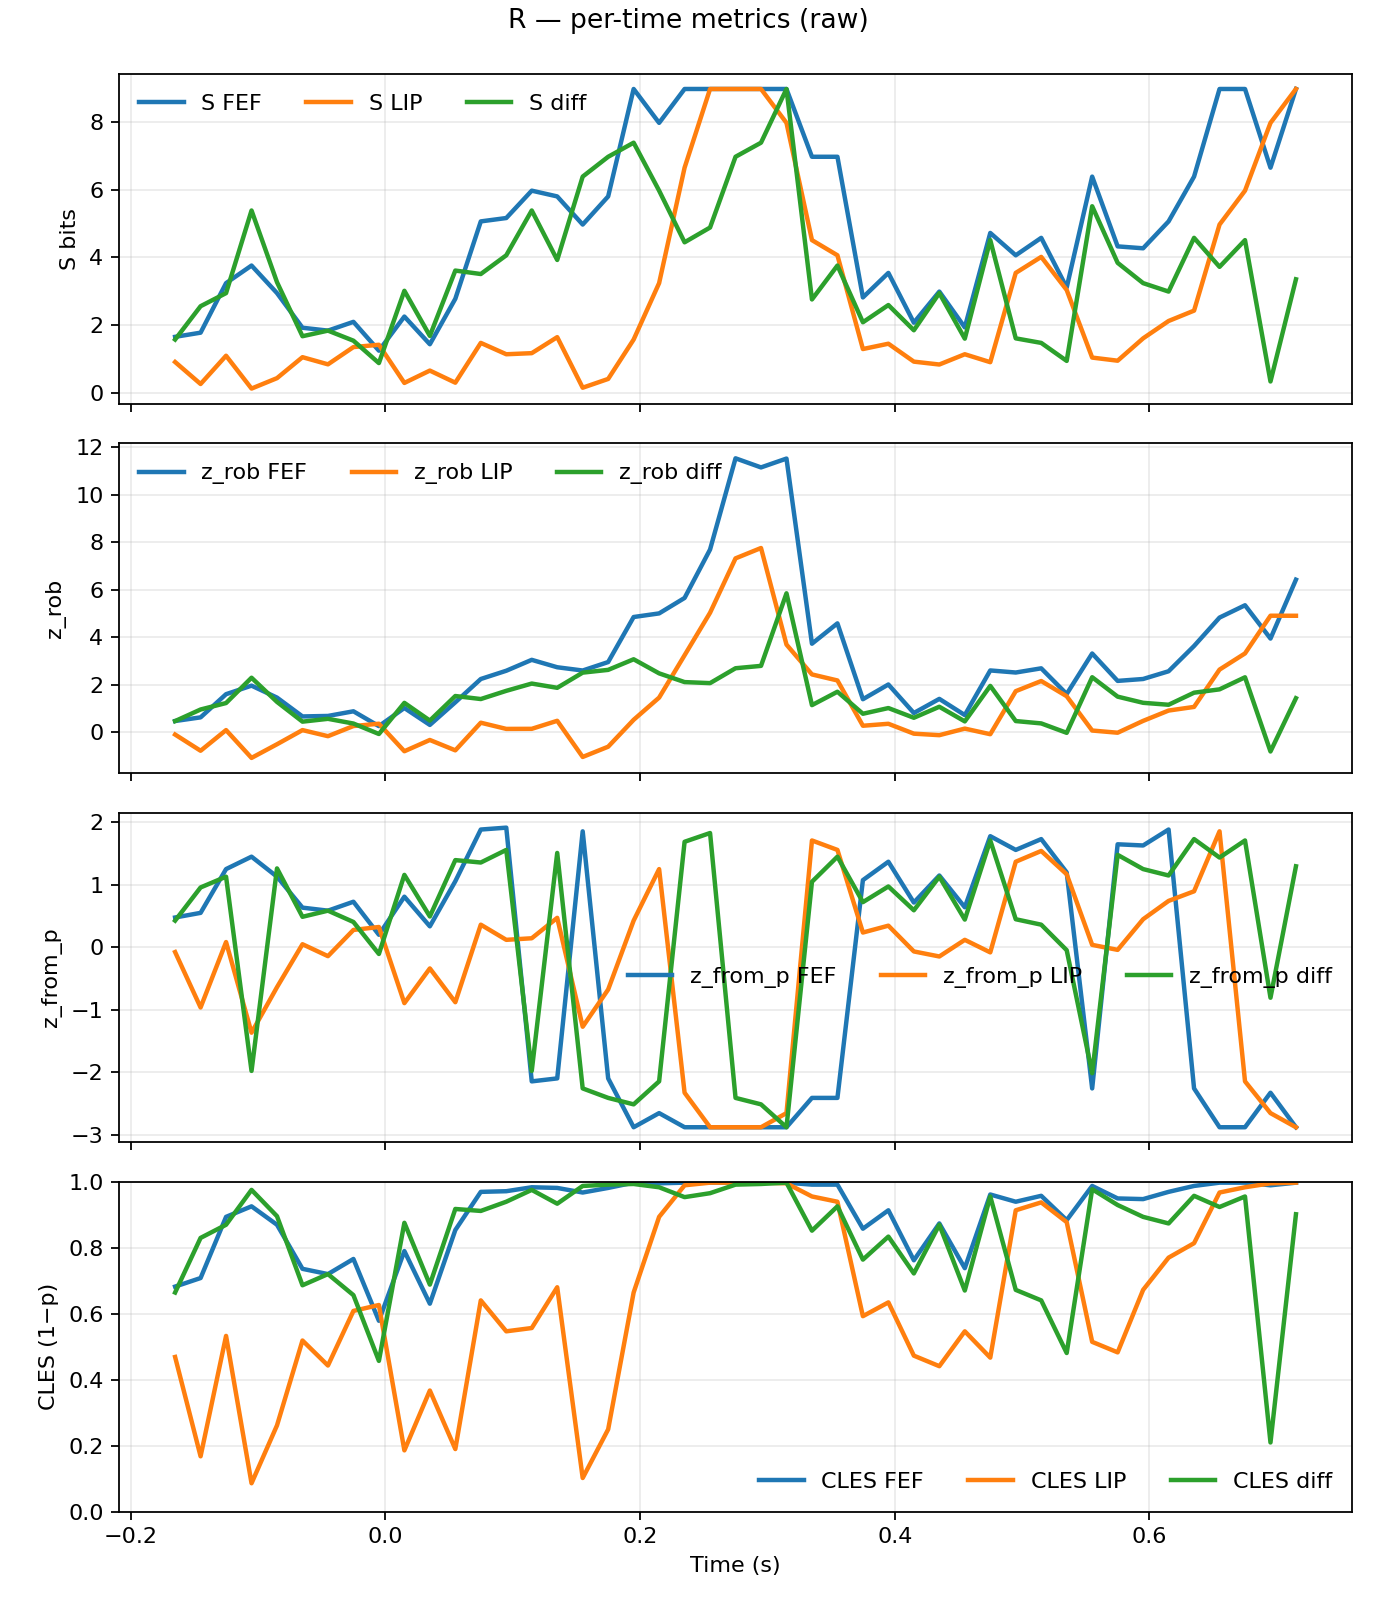 R — per-time metrics (raw)
S FEF S LIP S diff
8
6
4
2
0
S bits
z_rob FEF z_rob LIP z_rob diff
12
10
8
6
4
2
0
z_rob
2
1
0
−1
−2
−3
z_from_p
z_from_p FEF z_from_p LIP z_from_p diff
1.0
0.8
0.6
0.4
0.2
0.0
CLES (1−p)
CLES FEF CLES LIP CLES diff
−0.2 0.0 0.2 0.4 0.6
Time (s)